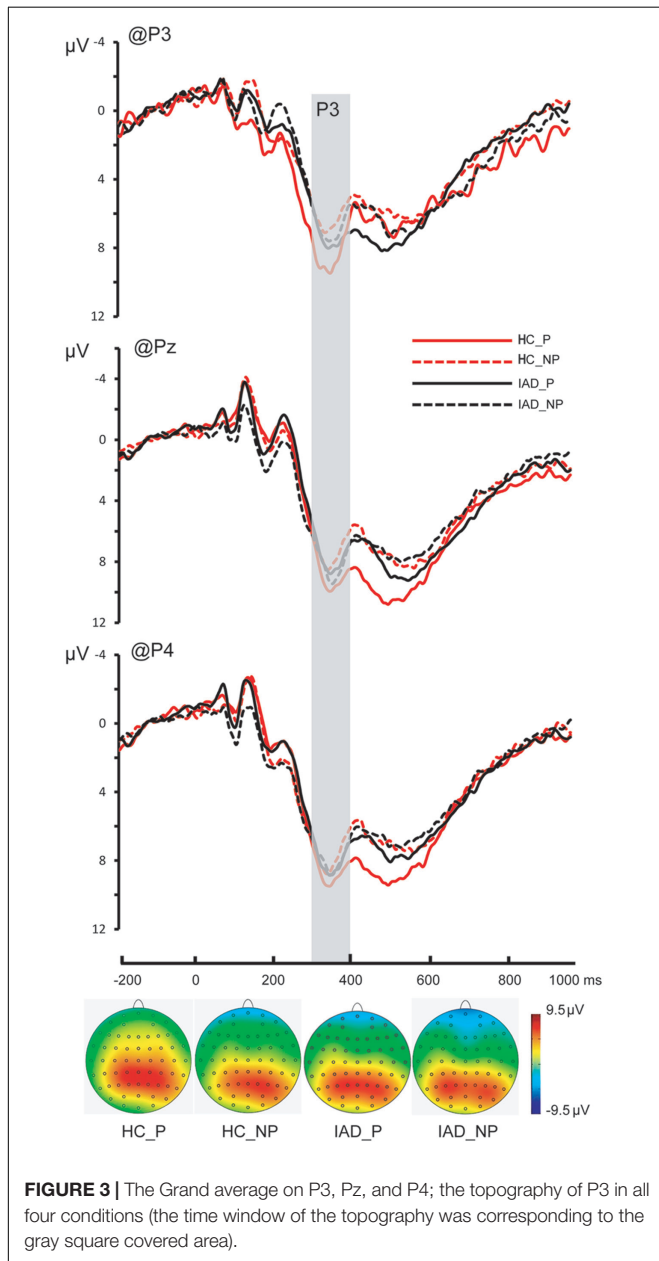 @P3
μV
-4
0
4
8
12
P3
@Pz
μV
-4
0
4
8
12
HC_P
HC_NP
IAD_P
IAD_NP
@P4
μV
-4
0
4
8
12
-200 0 200 400 600 800 1000 ms
9.5 μV
-9.5 μV
HC_P HC_NP IAD_P IAD_NP
FIGURE 3 | The Grand average on P3, Pz, and P4; the topography of P3 in all
four conditions (the time window of the topography was corresponding to the
gray square covered area).